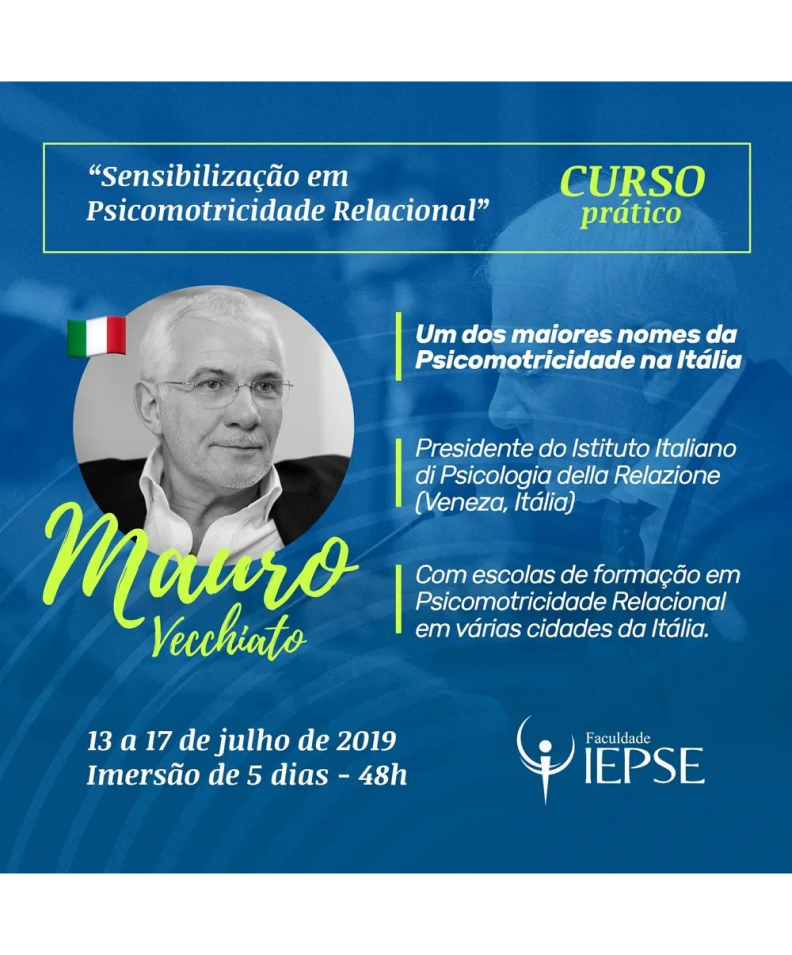 “Sensibilização em
Psicomotricidade Relacional”
CURSO
prático
Um dos maiores nomes da
Psicomotricidade na Itália
Presidente do Istituto Italiano
di Psicologia della Relazione
(Veneza, Itália)
Com escolas de formação em
Psicomotricidade Relacional
em várias cidades da Itália.
Mauro
Vecchiato
13 a 17 de julho de 2019
Imersão de 5 dias - 48h
Faculdade
IEPSE